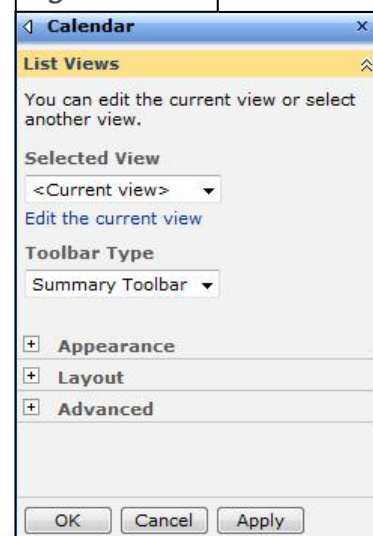 Calendar
List Views
You can edit the current view or select
another view.
Selected View
<Current view>
Edit the current view
Toolbar Type
Summary Toolbar
Appearance
Layout
Advanced
OK Cancel Apply